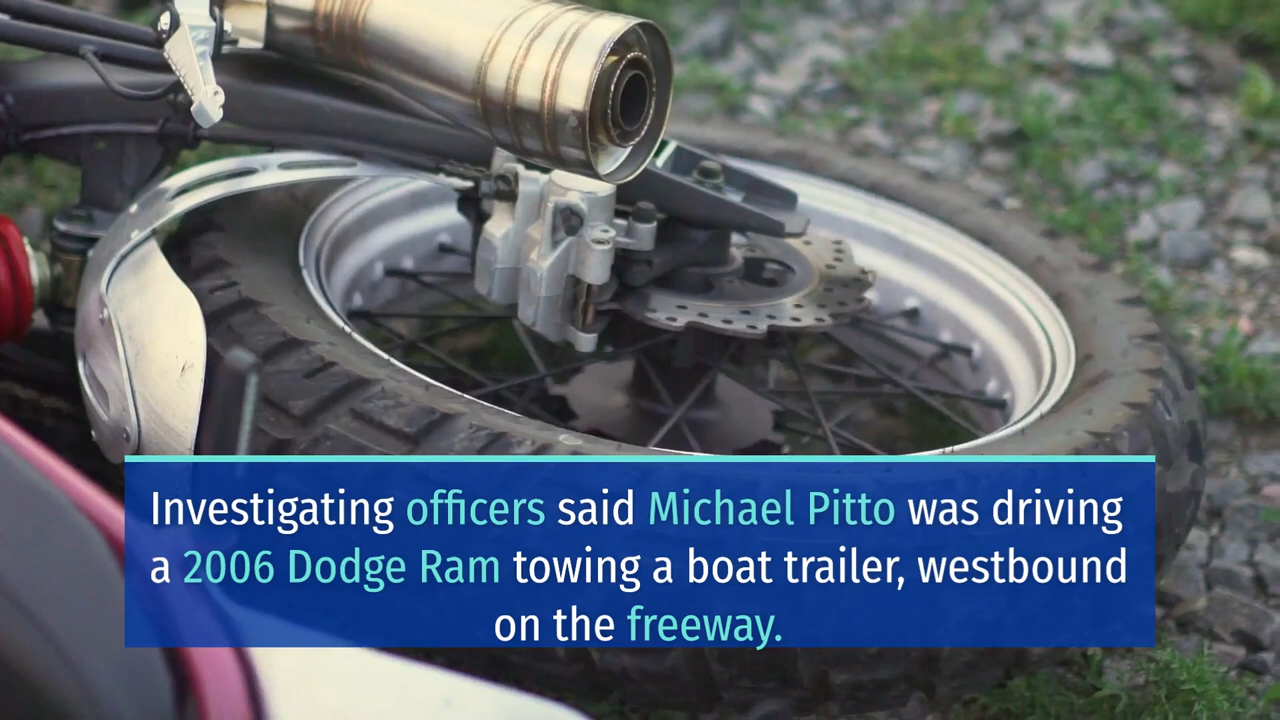 Investigating officers said Michael Pitto was driving
a 2006 Dodge Ram towing a boat trailer, westbound
on the freeway.